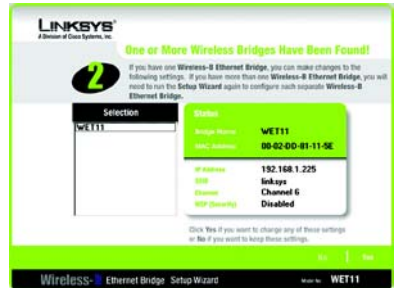 LINKSYS®
A Division of Cisco Systems, Inc.
One or More Wireless Bridges Have Been Found!
2
If you have one Wireless-B Ethernet Bridge, you can make changes to the
following settings. If you have more than one Wireless-B Ethernet Bridge, you will
need to run the Setup Wizard again to configure each separate Wireless-B
Ethernet Bridge.
Selection
WET11
Status
Bridge Name WET11
MAC Address 00-02-DD-81-11-5E
IP Address 192.168.1.225
SSID linksys
Channel Channel 6
WEP (Security) Disabled
Click Yes if you want to change any of these settings
or No if you want to keep these settings.
No Yes
Wireless-B Ethernet Bridge Setup Wizard Model No. WET11